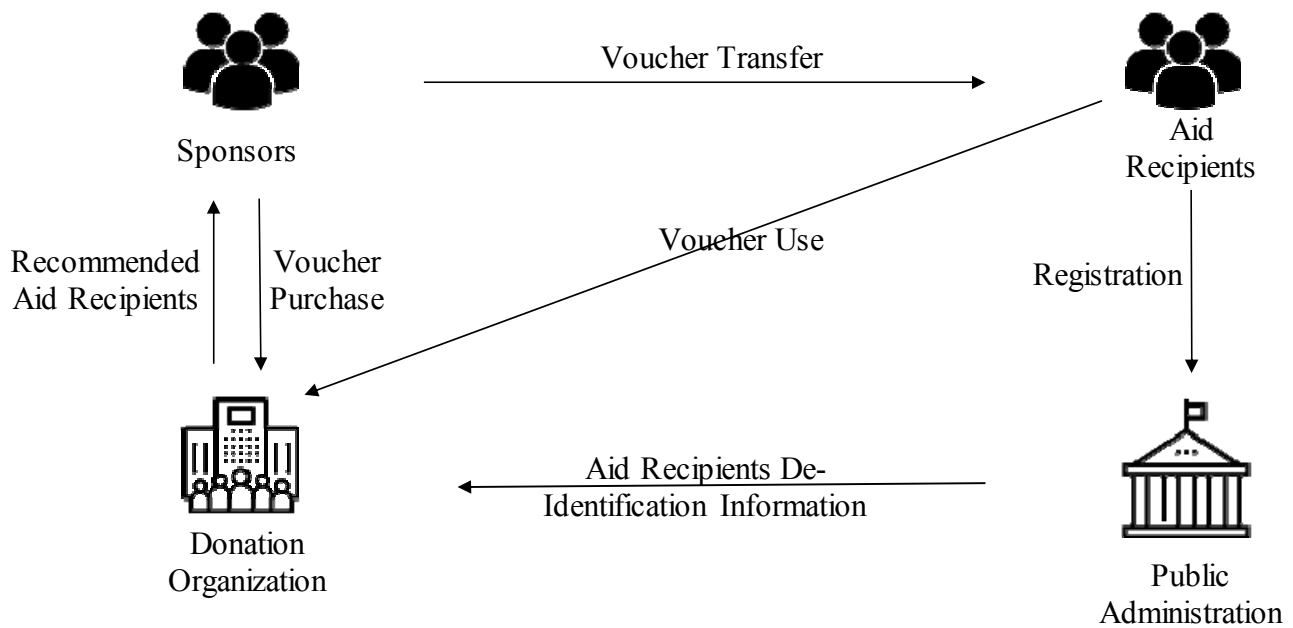 Voucher Transfer
Sponsors
Aid
Recipients
Recommended
Aid Recipients
Voucher
Purchase
Voucher Use
Registration
Aid Recipients De-
Identification Information
Donation
Organization
Public
Administration